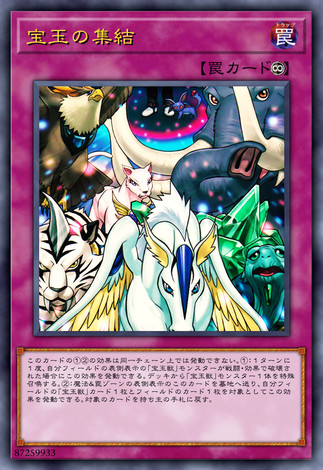 宝玉の集結
トラップ
罠
【罠カード】
このカードの①②の効果は同一チェーン上では発動できない。①：１ターンに
１度、自分フィールドの表側表示の「宝玉獣」モンスターが戦闘・効果で破壊さ
れた場合にこの効果を発動できる。デッキから「宝玉獣」モンスター１体を特殊
召喚する。②：魔法＆罠ゾーンの表側表示のこのカードを墓地へ送り、自分フィ
ールドの「宝玉獣」カード１枚とフィールドのカード１枚を対象としてこの効
果を発動できる。対象のカードを持ち主の手札に戻す。
87259933